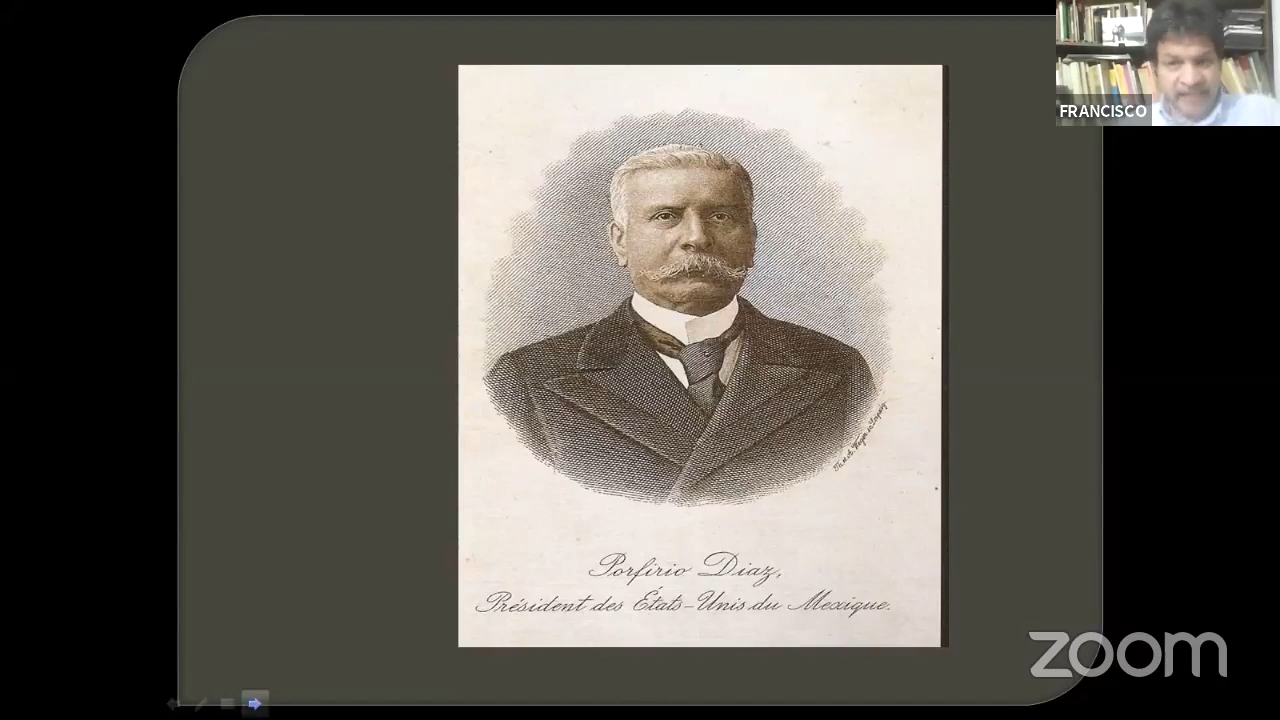 FRANCISCO
Porfirio Diaz,
Président des États-Unis du Mexique.
zoom